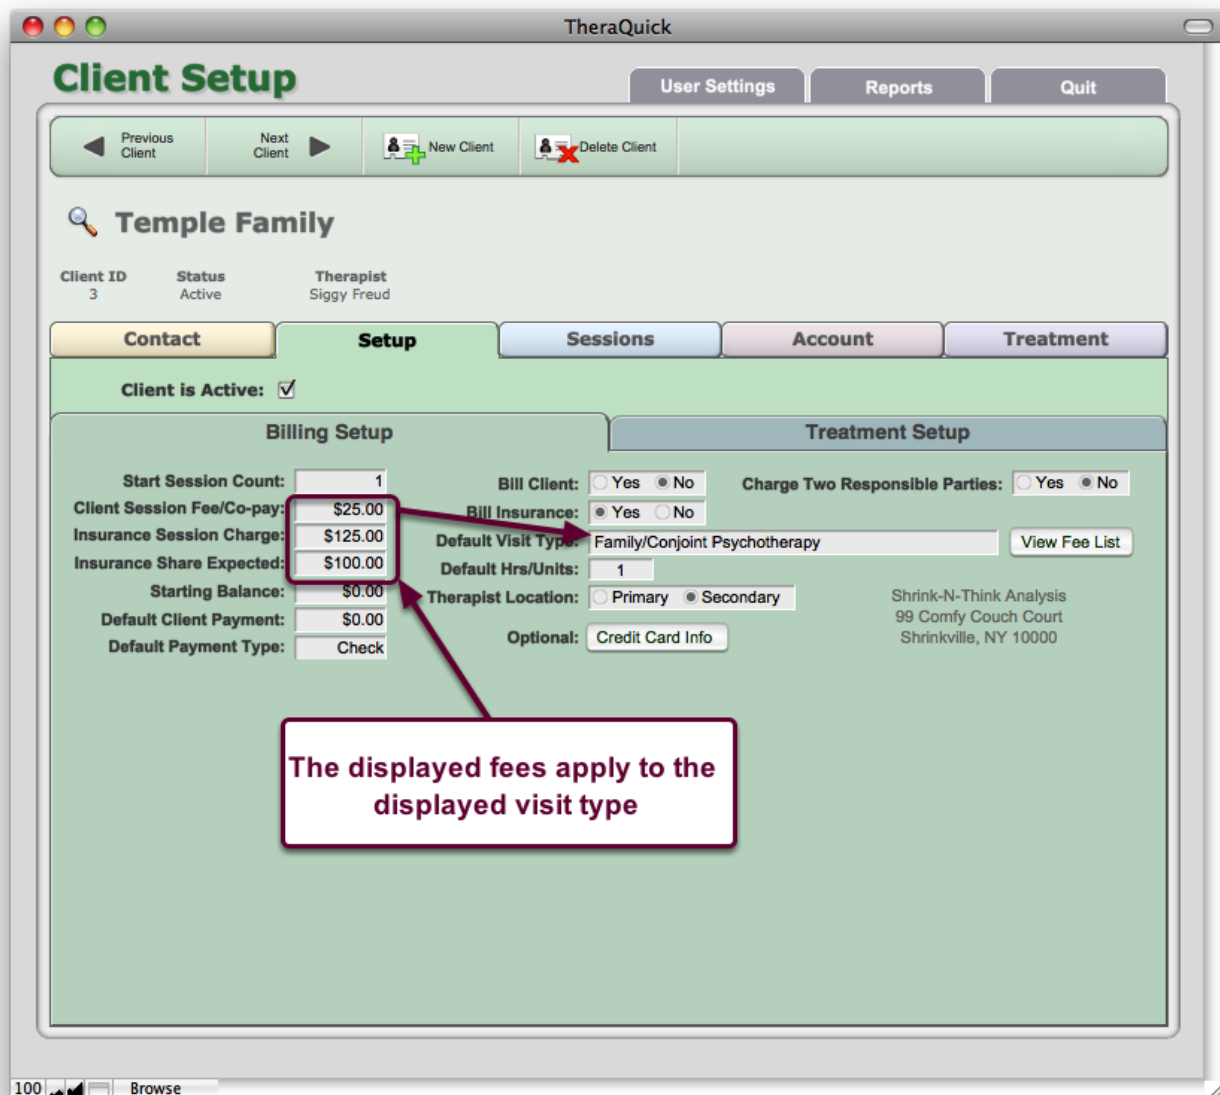 TheraQuick
Client Setup
User Settings
Reports
Quit
Previous
Client
Next
Client
New Client
Delete Client
Temple Family
Client ID
Status
Therapist
3
Active
Siggy Freud
Contact
Setup
Sessions
Account
Treatment
Client is Active:
Billing Setup
Treatment Setup
Start Session Count: 1
Client Session Fee/Co-pay: $25.00
Insurance Session Charge: $125.00
Insurance Share Expected: $100.00
Starting Balance: $0.00
Default Client Payment: $0.00
Default Payment Type: Check
Bill Client: Yes No
Bill Insurance: Yes No
Default Visit Type: Family/Conjoint Psychotherapy
Default Hrs/Units: 1
Therapist Location: Primary Secondary
Optional: Credit Card Info
Charge Two Responsible Parties: Yes No
View Fee List
Shrink-N-Think Analysis
99 Comfy Couch Court
Shrinkville, NY 10000
The displayed fees apply to the
displayed visit type
100
Browse